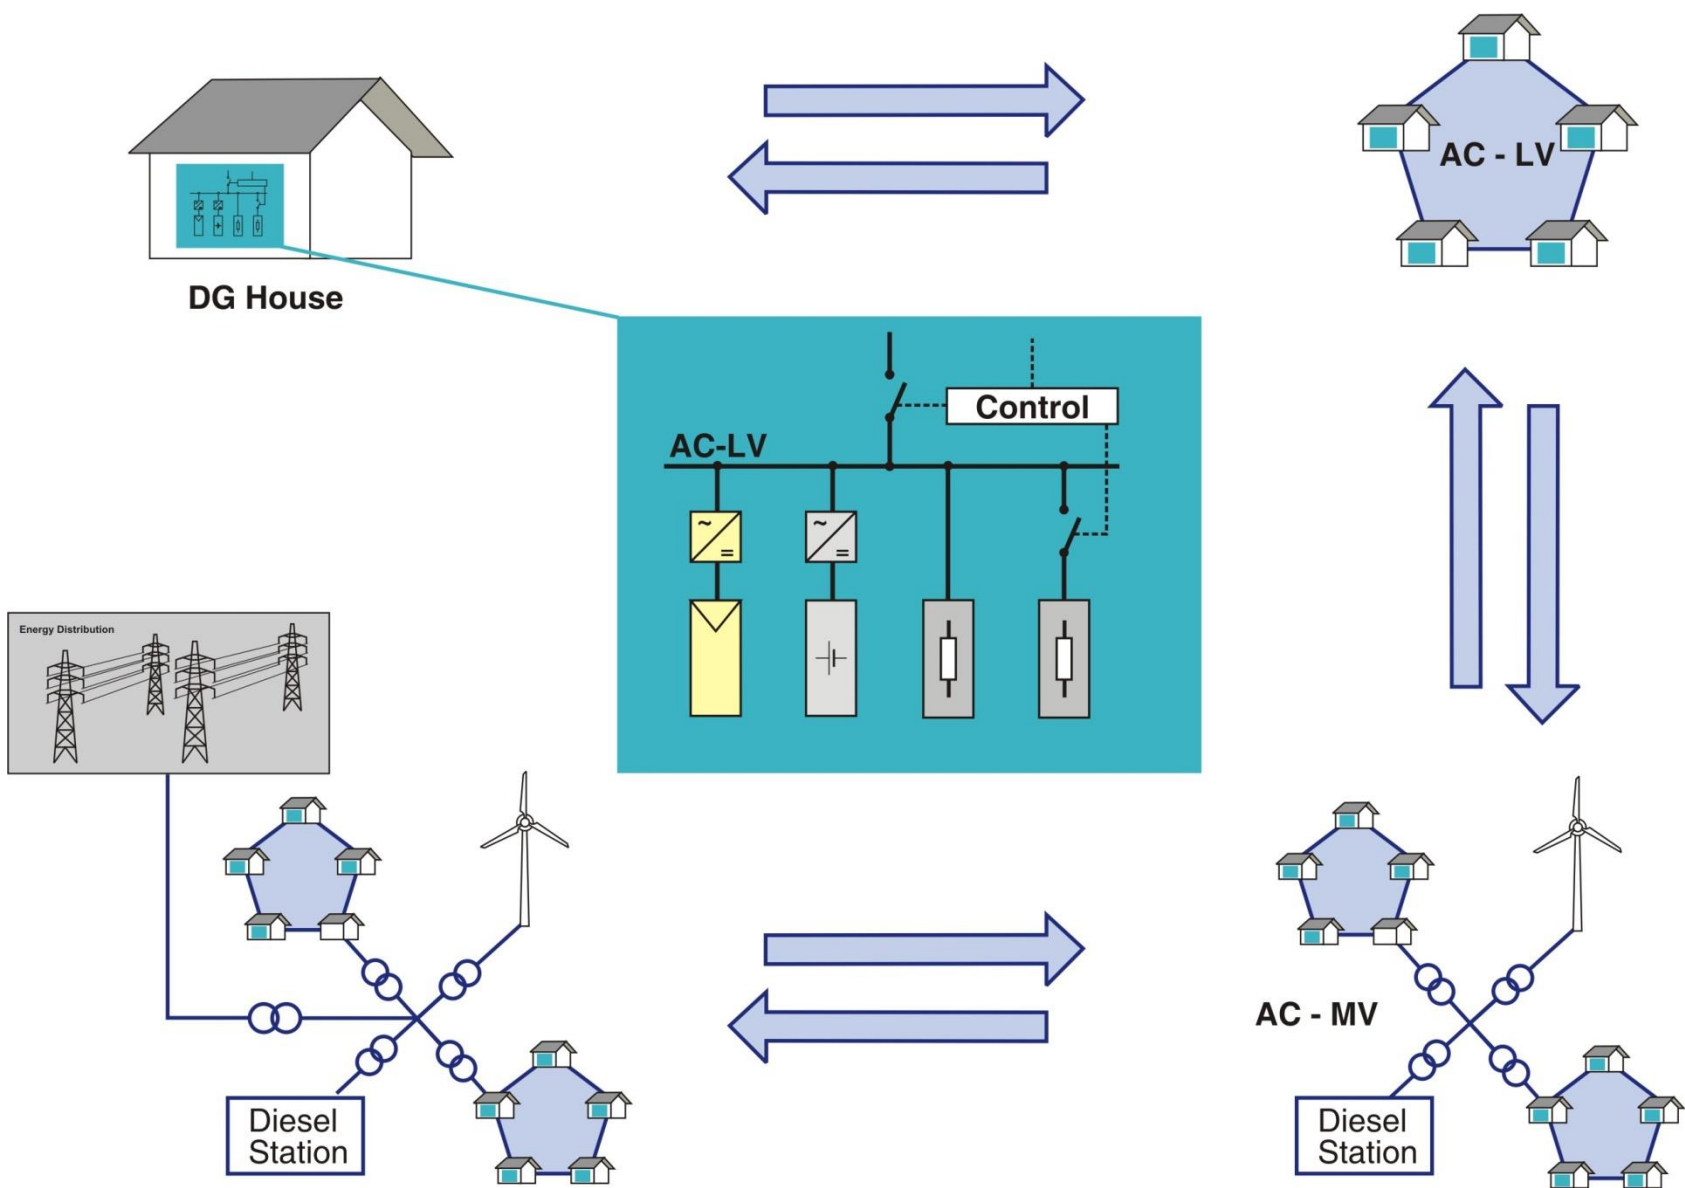 AC - LV
DG House
Control
AC-LV
Energy Distribution
AC - MV
Diesel
Station
Diesel
Station